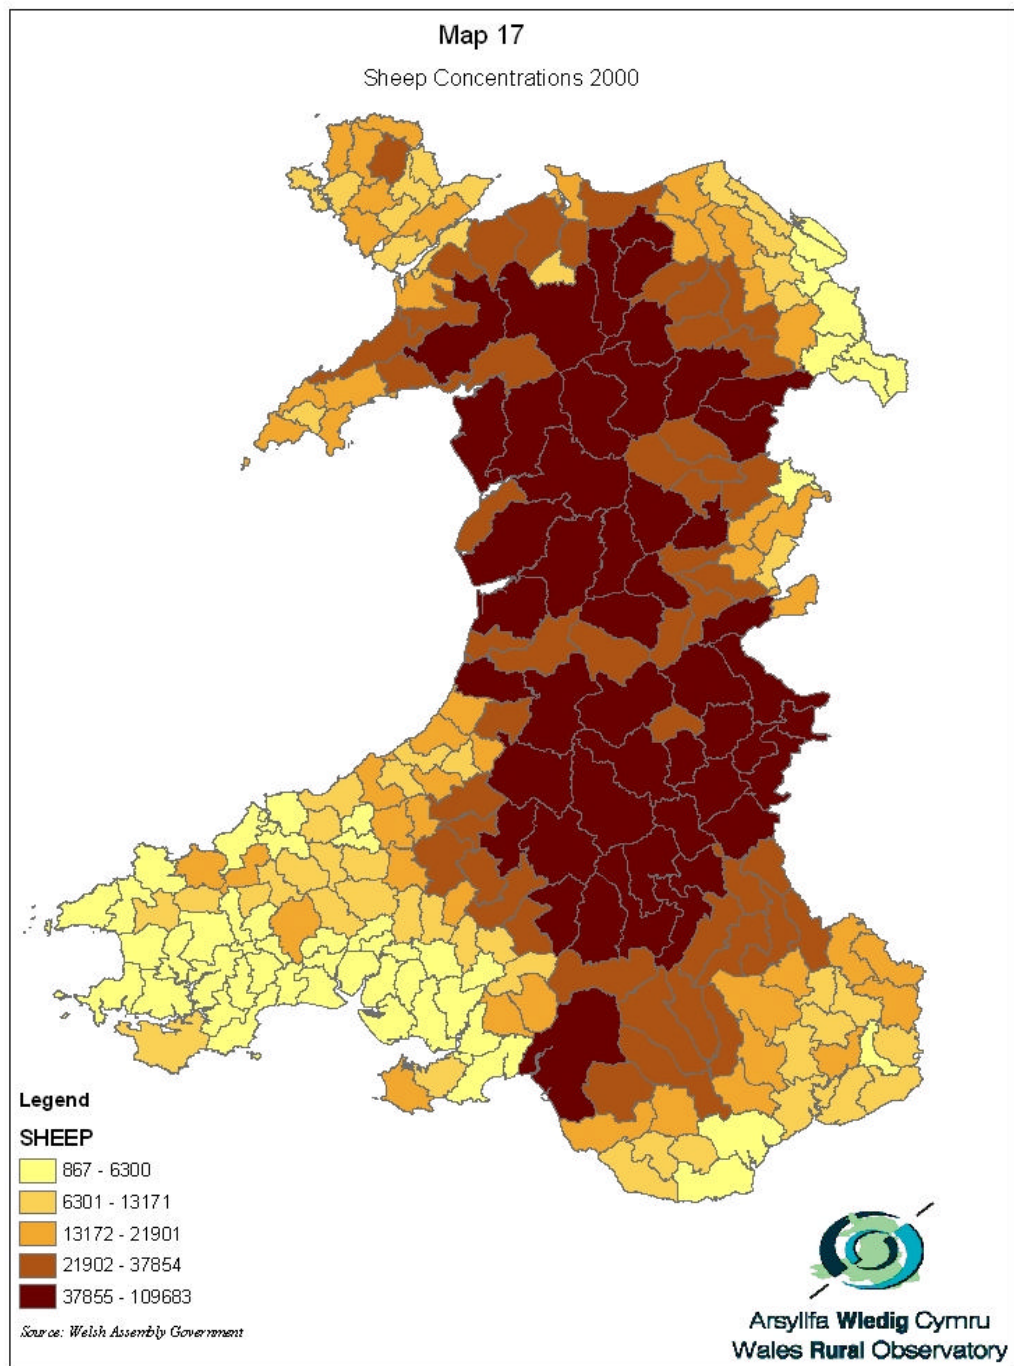 Map 17
Sheep Concentrations 2000
Legend
SHEEP
867 - 6300
6301 - 13171
13172 - 21901
21902 - 37854
37855 - 109683
Source: Welsh Assembly Government
Arsyllfa Wledig Cymru
Wales Rural Observatory